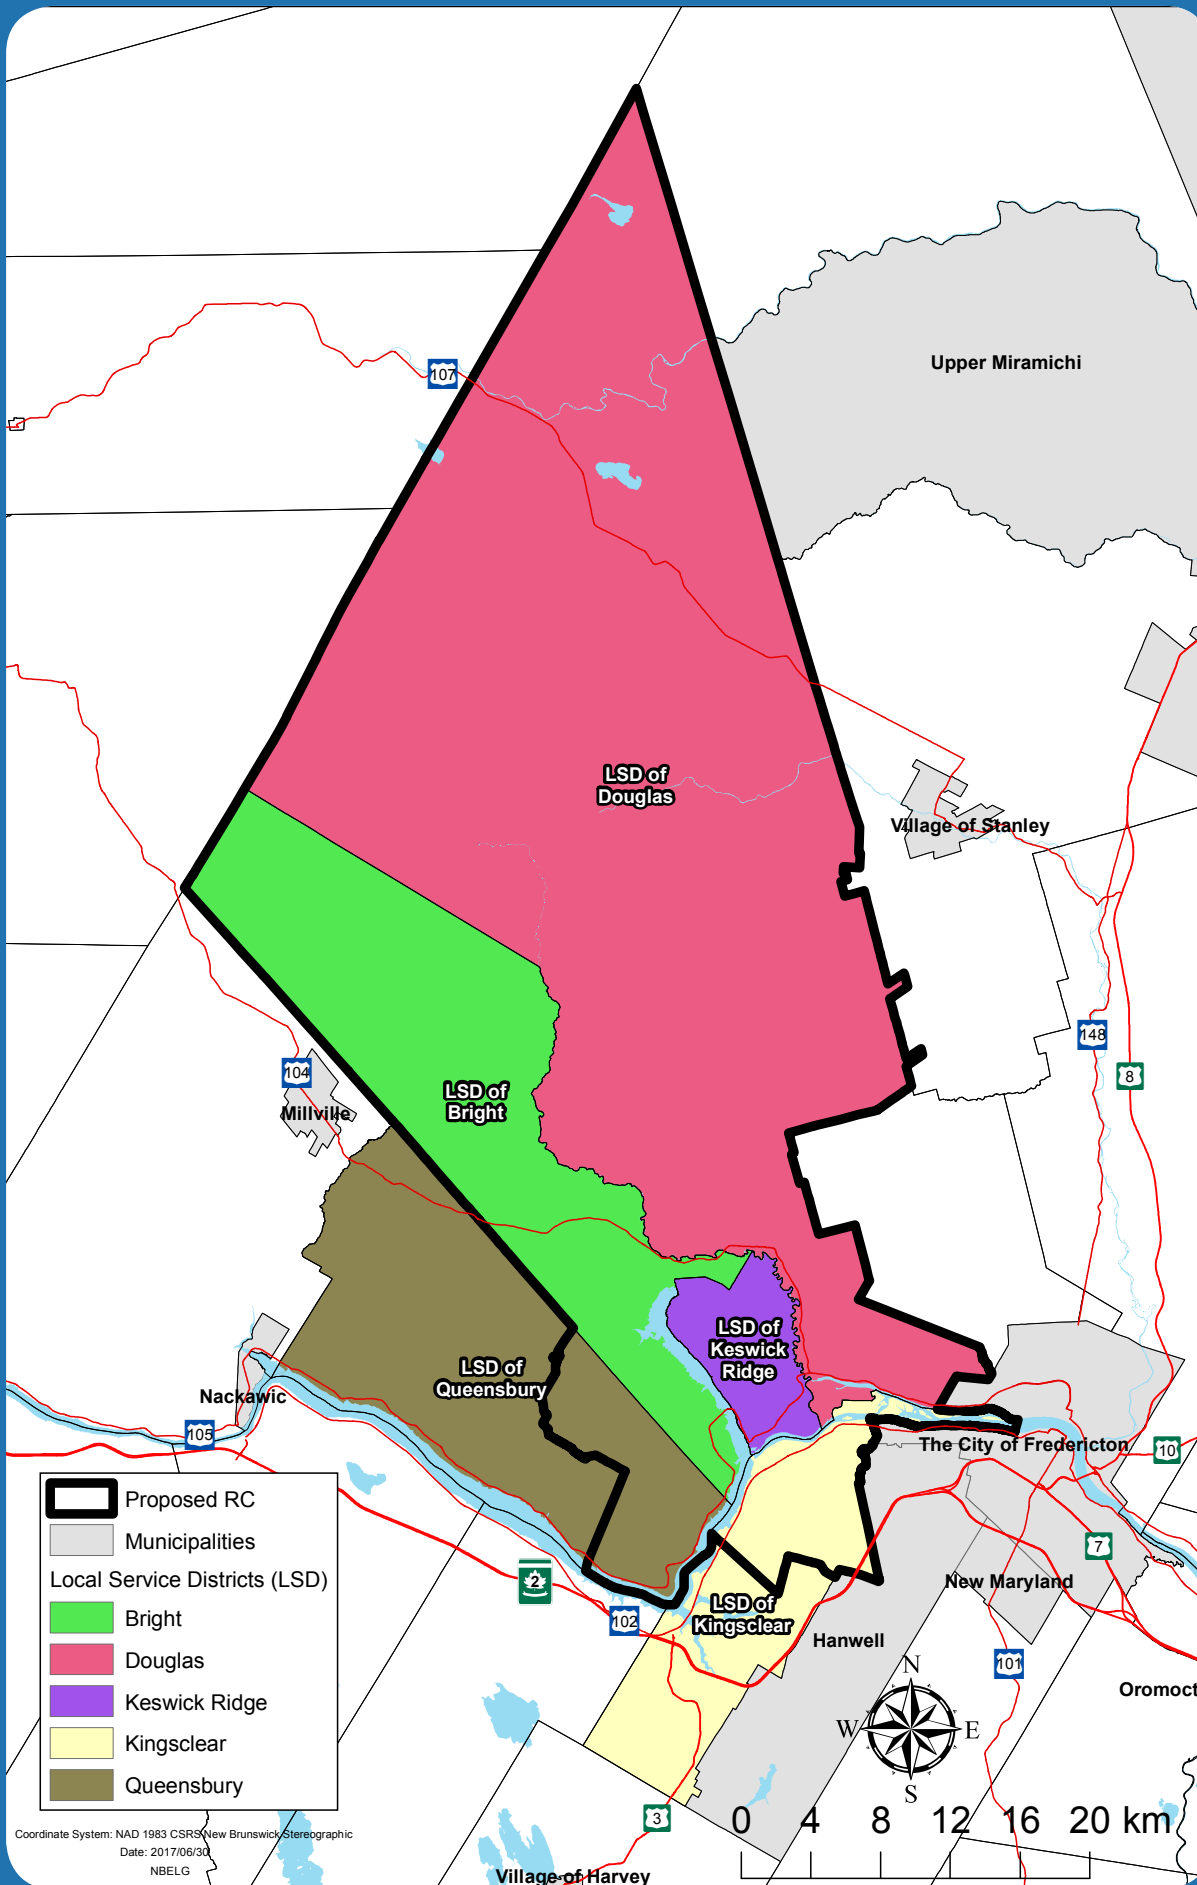 107
Upper Miramichi
LSD of
Douglas
Village of Stanley
148
8
104
Millville
LSD of
Bright
LSD of
Keswick
Ridge
LSD of
Queensbury
Nackawic
105
The City of Fredericton
10
7
2
102
New Maryland
LSD of
Kingsclear
Hanwell
101
Oromoct
3
Village of Harvey
Proposed RC
Municipalities
Local Service Districts (LSD)
Bright
Douglas
Keswick Ridge
Kingsclear
Queensbury
N
W E
S
0 4 8 12 16 20 km
Coordinate System: NAD 1983 CSRS New Brunswick Stereographic
Date: 2017/06/30
NBELG